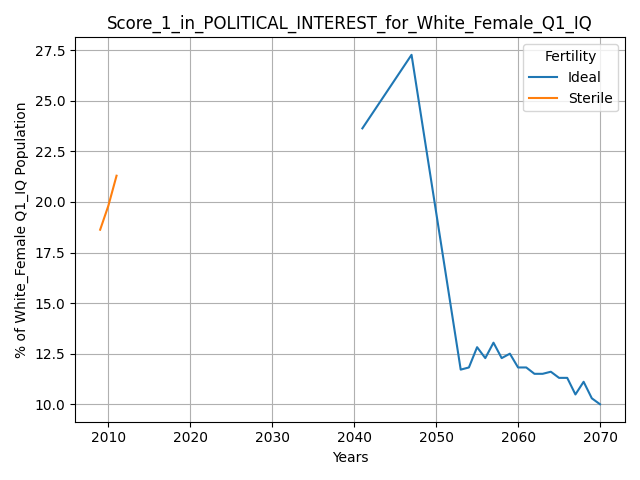 Score_1_in_POLITICAL_INTEREST_for_White_Female_Q1_IQ
% of White_Female Q1_IQ Population
27.5
25.0
22.5
20.0
17.5
15.0
12.5
10.0
Fertility
Ideal
Sterile
2010 2020 2030 2040 2050 2060 2070
Years